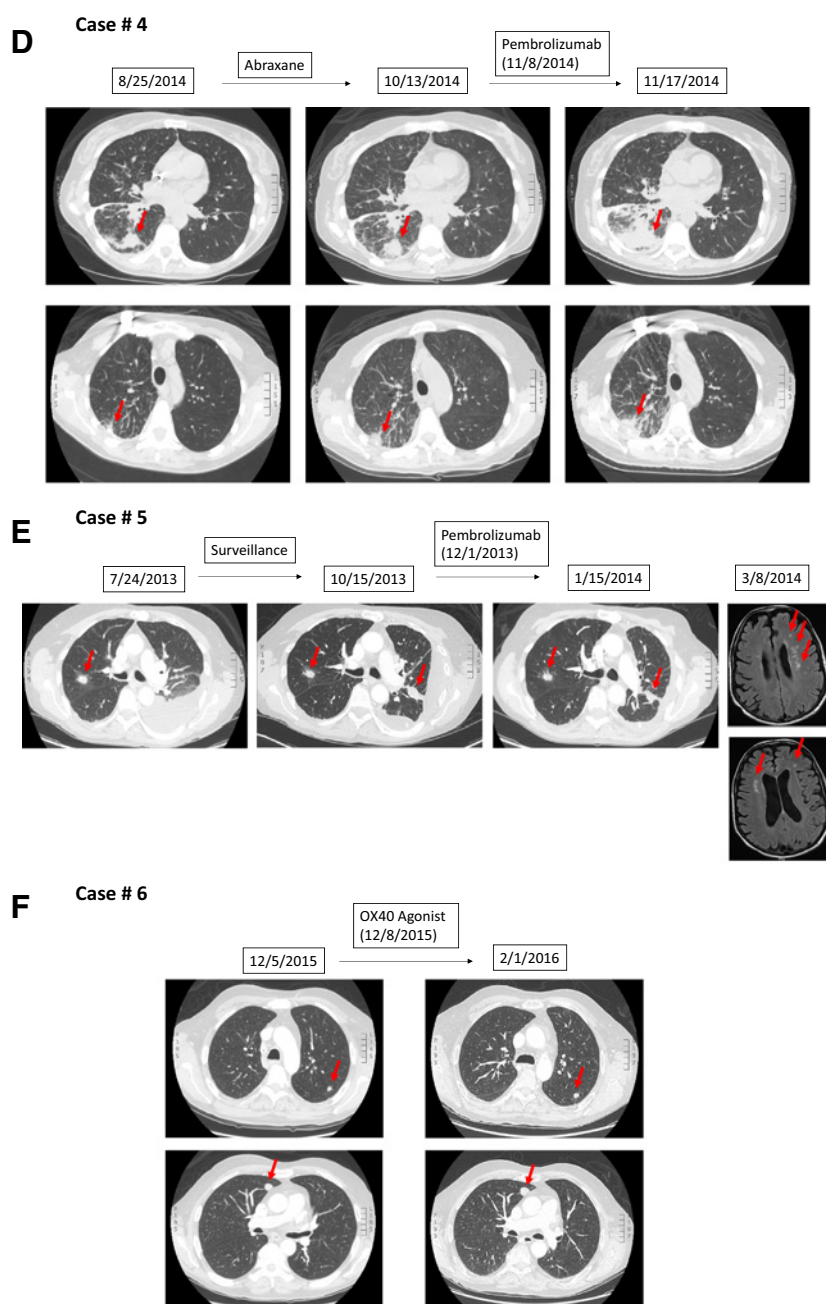 D
Case # 4
Abraxane
Pembrolizumab
(11/8/2014)
8/25/2014
10/13/2014
11/17/2014
E
Case # 5
Surveillance
Pembrolizumab
(12/1/2013)
7/24/2013
10/15/2013
1/15/2014
3/8/2014
F
Case # 6
OX40 Agonist
(12/8/2015)
12/5/2015
2/1/2016